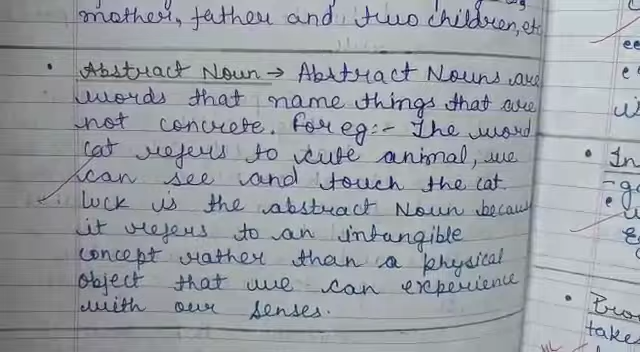 mother, father and two children, etc
• Abstract Noun → Abstract Nouns are
words that name things that are
not concrete. For eg:- The word
cat refers to cute animal, we
can see and touch the cat.
luck is the abstract Noun because
it refers to an intangible
concept rather than a physical
object that we can experience
with our senses.
• In
• Pro
take